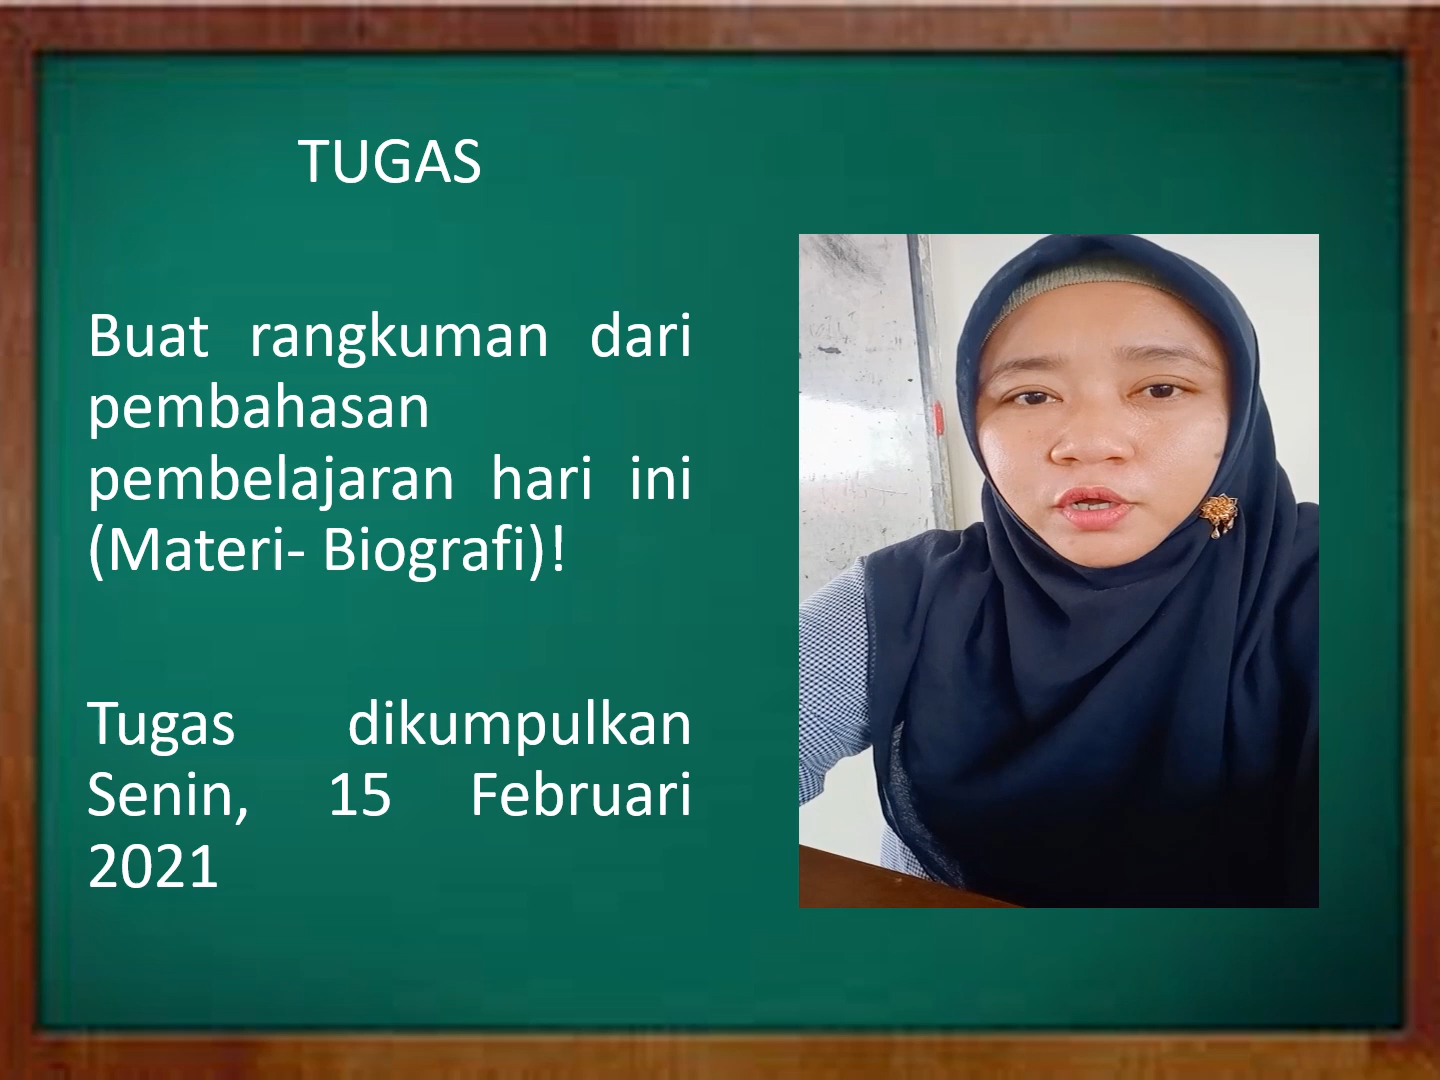 TUGAS
Buat rangkuman dari
pembahasan
pembelajaran hari ini
(Materi- Biografi)!
Tugas dikumpulkan
Senin, 15 Februari
2021